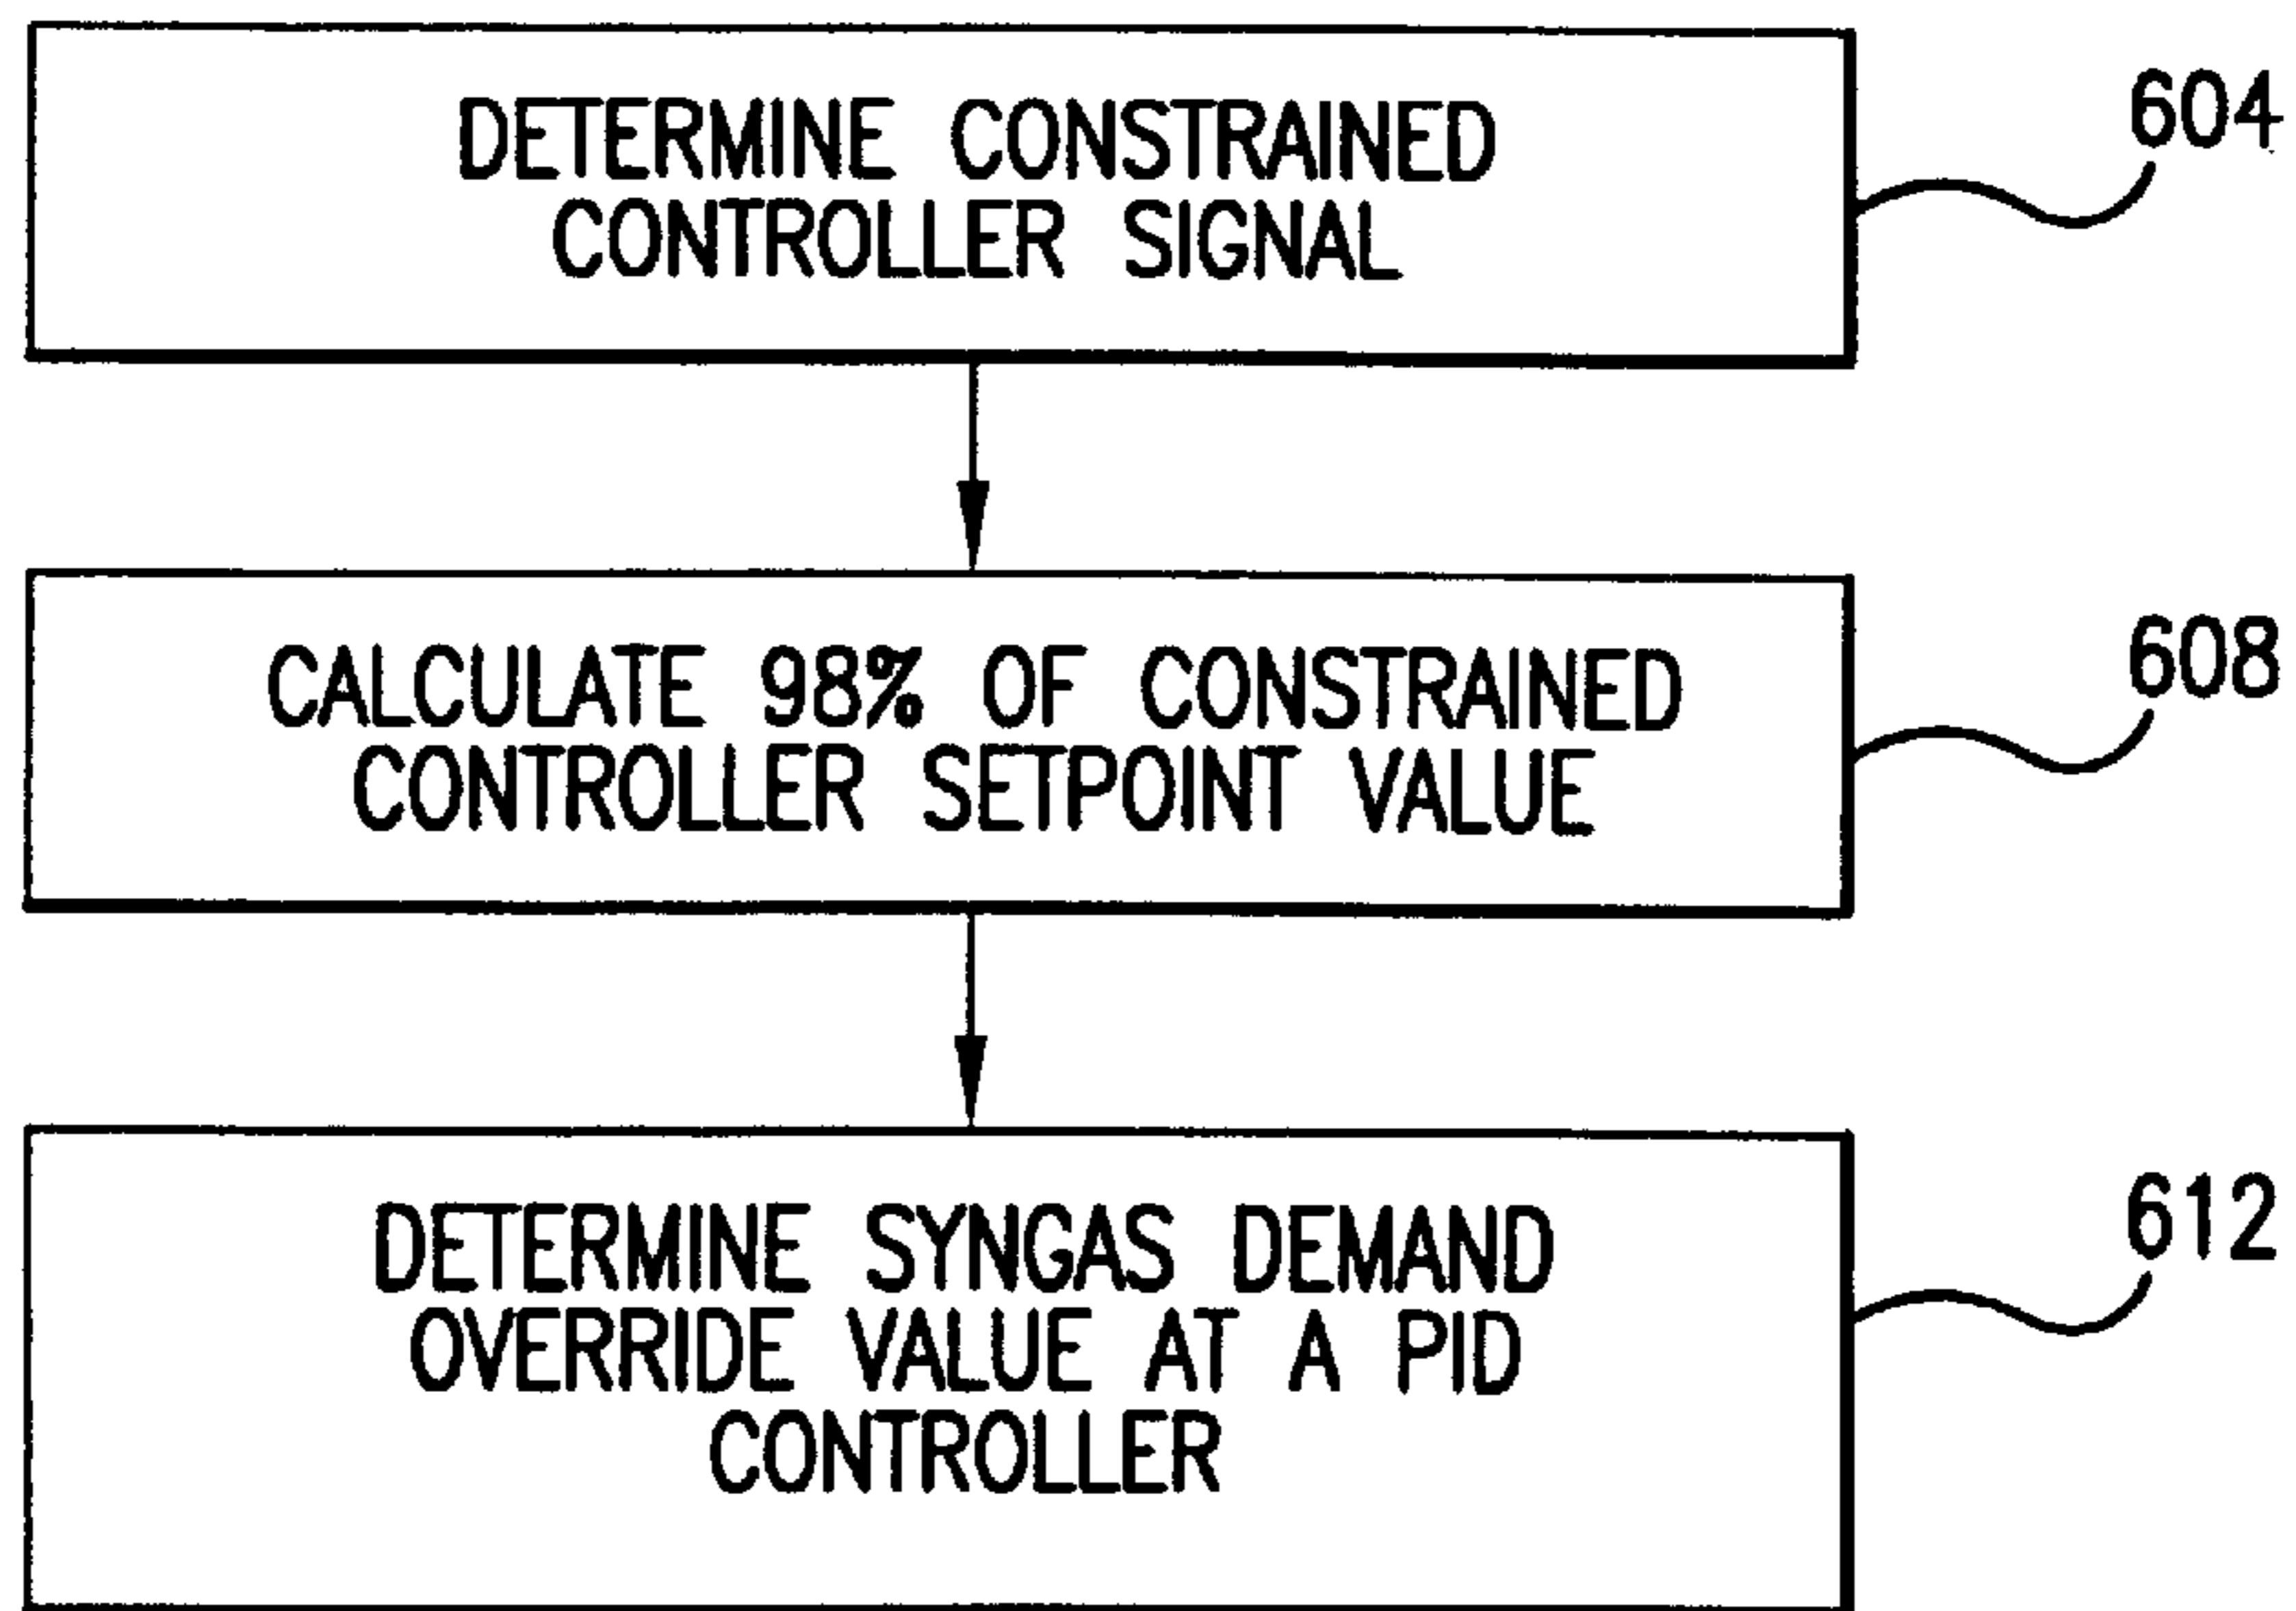 DETERMINE CONSTRAINED
CONTROLLER SIGNAL
604
CALCULATE 98% OF CONSTRAINED
CONTROLLER SETPOINT VALUE
608
DETERMINE SYNGAS DEMAND
OVERRIDE VALUE AT A PID
CONTROLLER
612